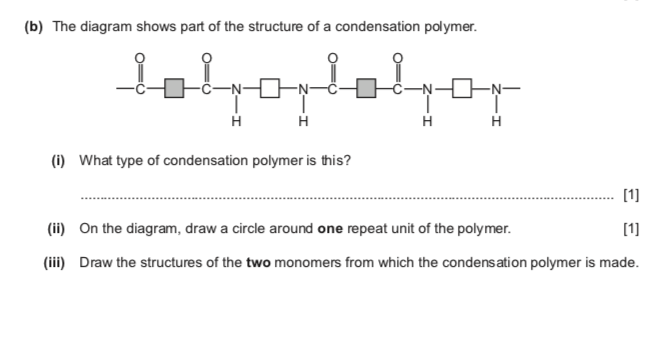 (b) The diagram shows part of the structure of a condensation polymer.
O O O O
C C N N C C N N
H H H H
(i) What type of condensation polymer is this?
[1]
(ii) On the diagram, draw a circle around one repeat unit of the polymer. [1]
(iii) Draw the structures of the two monomers from which the condensation polymer is made.